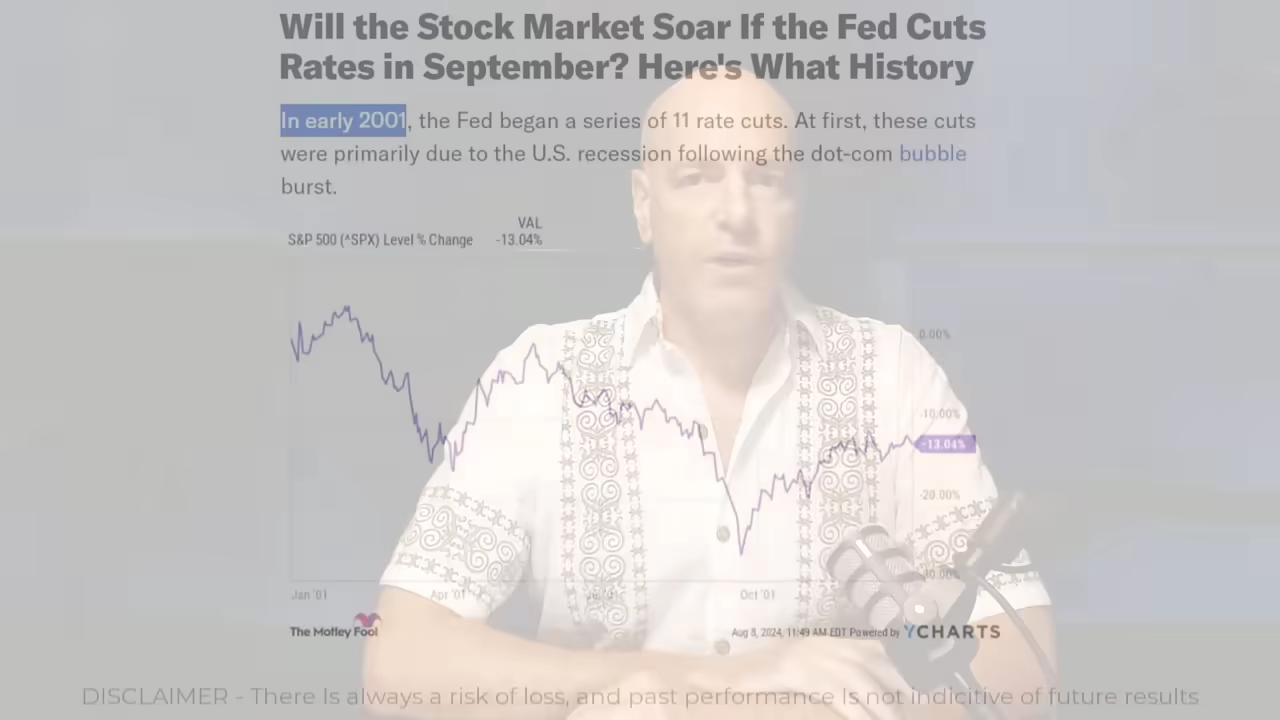 Will the Stock Market Soar If the Fed Cuts
Rates in September? Here's What History
In early 2001, the Fed began a series of 11 rate cuts. At first, these cuts
were primarily due to the U.S. recession following the dot-com bubble
burst.
VAL
S&P 500 (^SPX) Level % Change -13.04%
0.00%
-10.00%
-13.04%
-20.00%
Jan '01 Apr '01 Oct '01
The Motley Fool
Aug 8, 2024, 11:49 AM EDT Powered by YCHARTS
DISCLAIMER - There Is always a risk of loss, and past performance Is not indicitive of future results